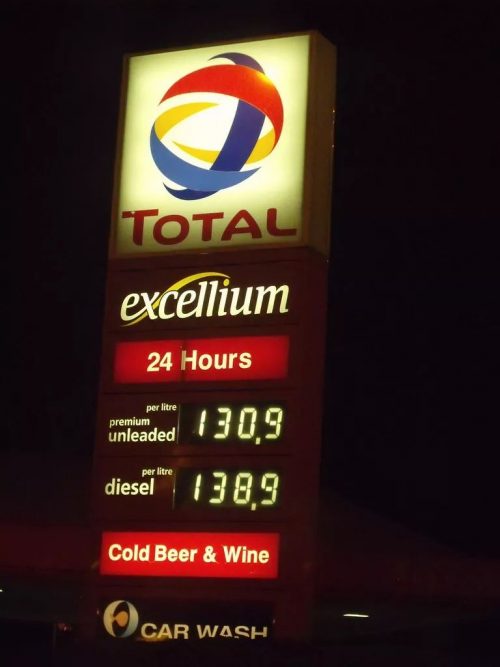 TOTAL
excellium
24 Hours
per litre
premium
unleaded 130,9
per litre
diesel 138,9
Cold Beer & Wine
CAR WASH